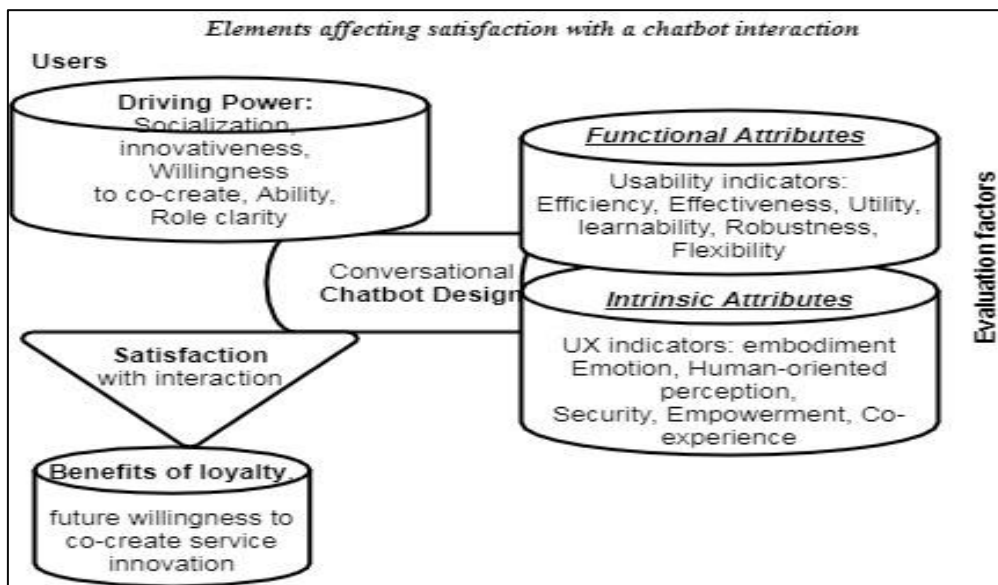 Elements affecting satisfaction with a chatbot interaction
Users
Driving Power:
Socialization,
innovativeness,
Willingness
to co-create, Ability,
Role clarity
Functional Attributes
Usability indicators:
Efficiency, Effectiveness, Utility,
learnability, Robustness,
Flexibility
Conversational
Chatbot Design
Intrinsic Attributes
UX indicators: embodiment
Emotion, Human-oriented
perception,
Security, Empowerment, Co-
experience
Evaluation factors
Satisfaction
with interaction
Benefits of loyalty,
future willingness to
co-create service
innovation